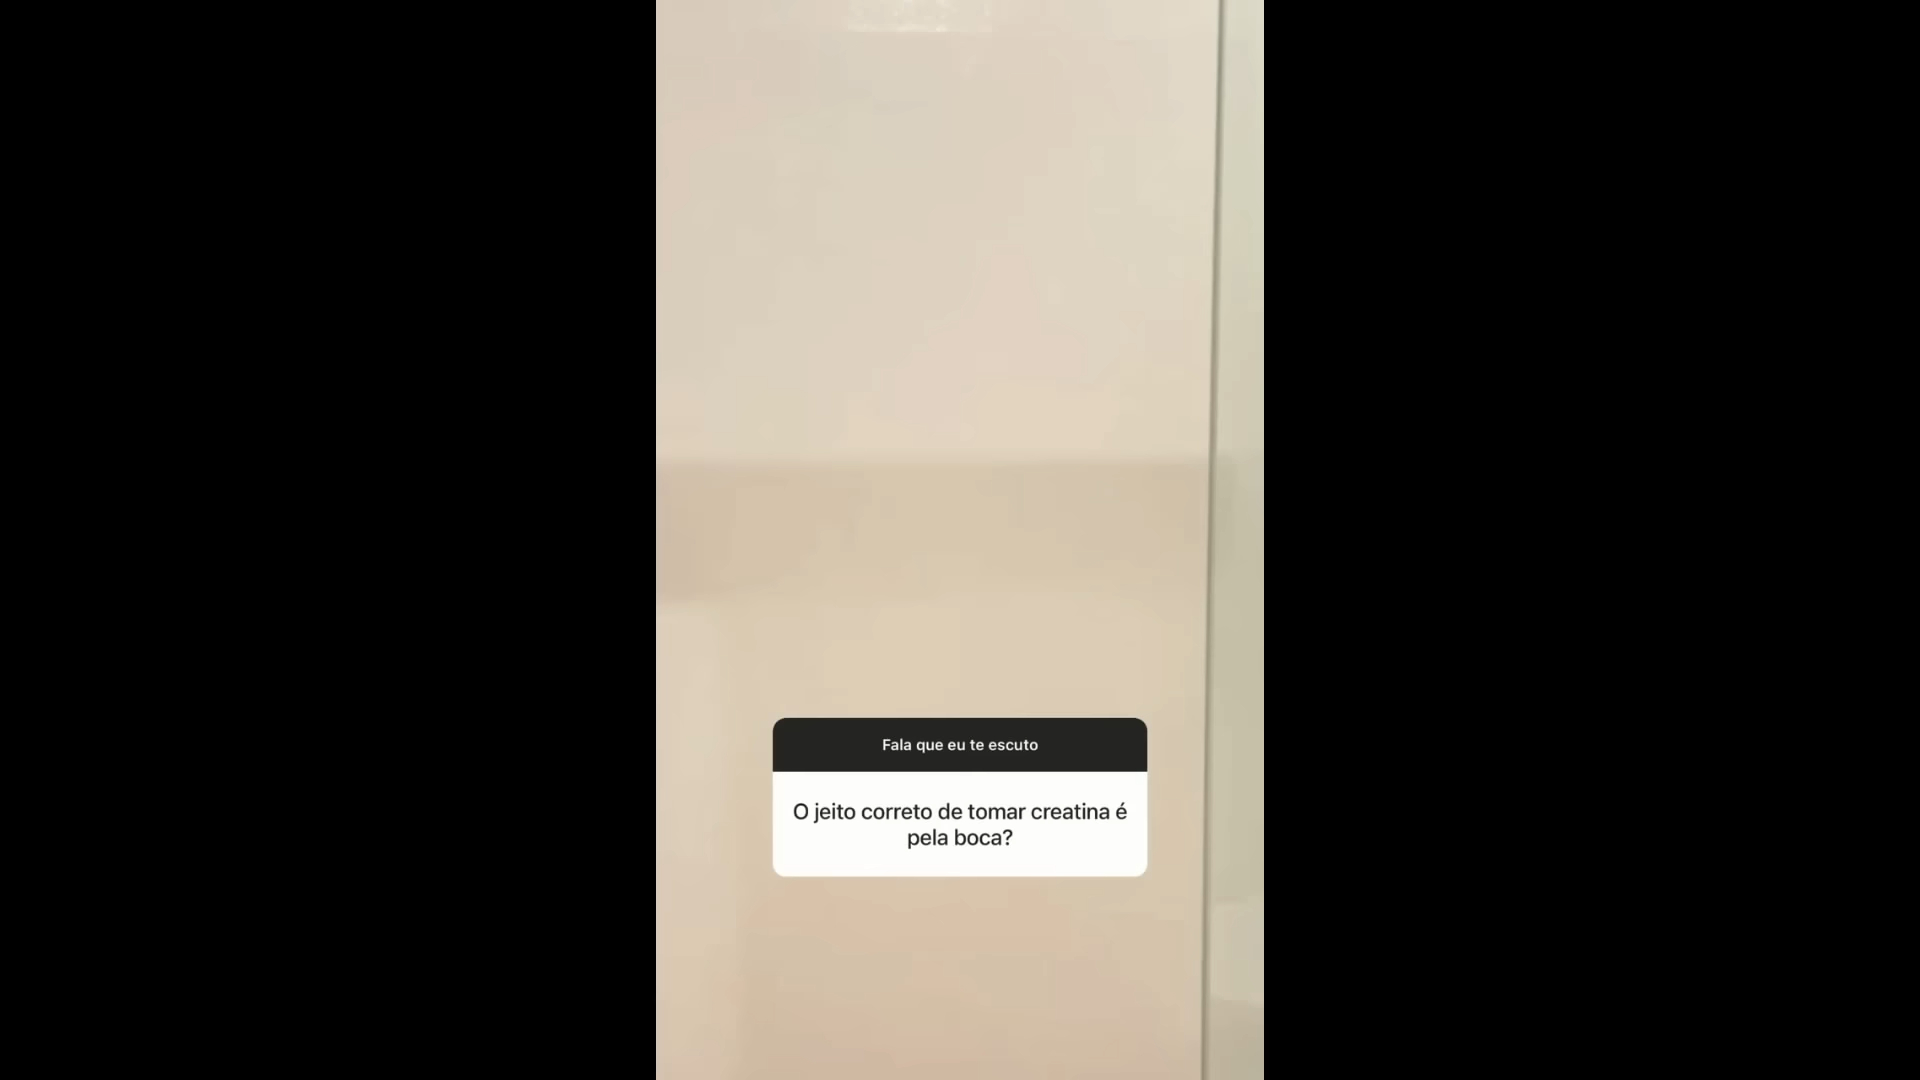 Fala que eu te escuto
O jeito correto de tomar creatina é
pela boca?